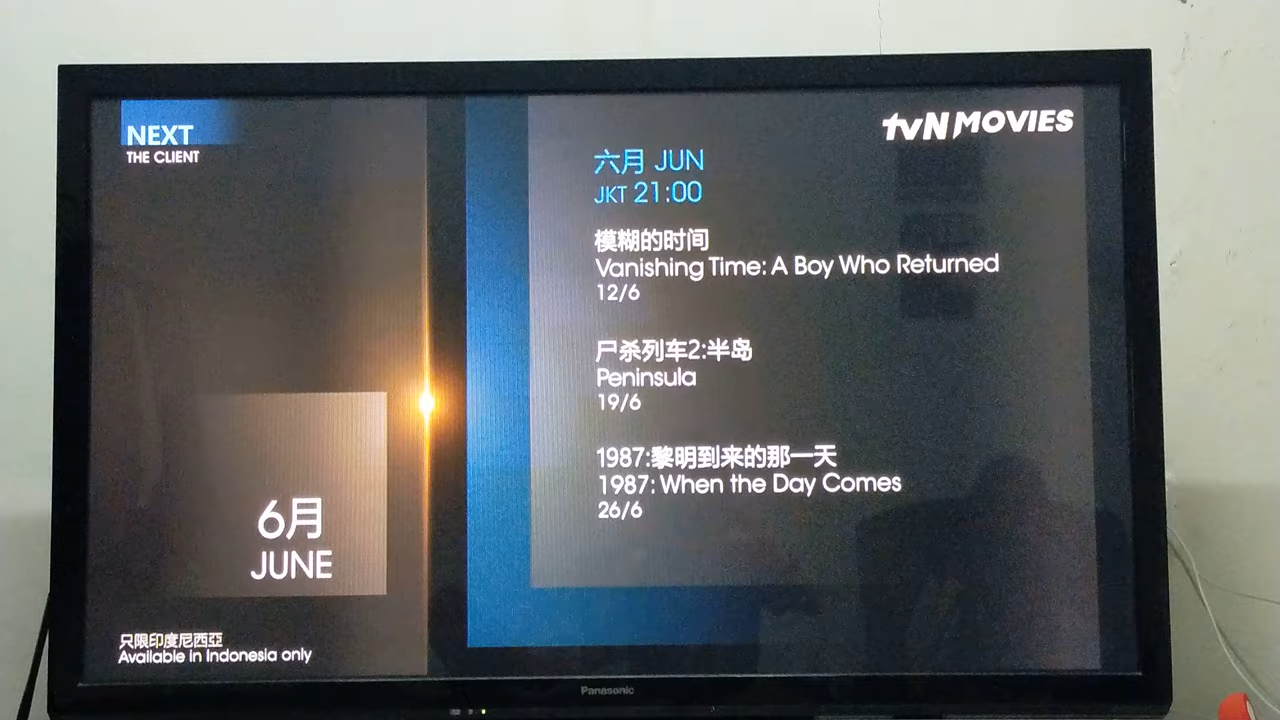 NEXT
THE CLIENT
tvN MOVIES
六月 JUN
JKT 21:00
模糊的时间
Vanishing Time: A Boy Who Returned
12/6
尸杀列车2:半岛
Peninsula
19/6
1987:黎明到来的那一天
1987: When the Day Comes
26/6
6月
JUNE
只限印度尼西亞
Available in Indonesia only
Panasonic